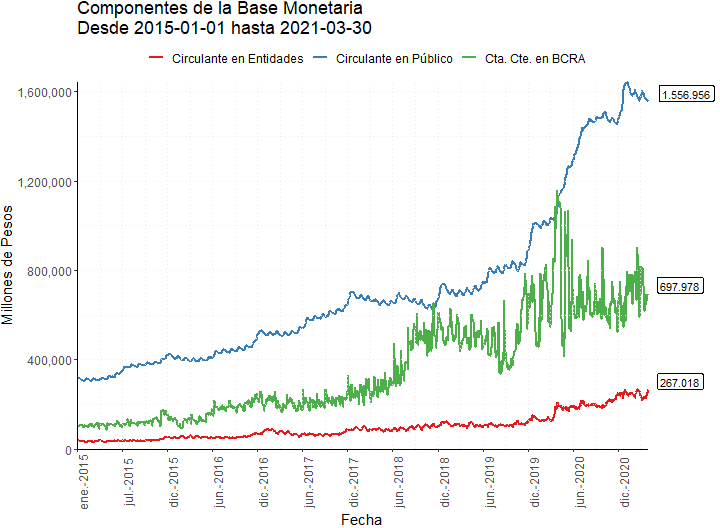 Componentes de la Base Monetaria
Desde 2015-01-01 hasta 2021-03-30
Circulante en Entidades
Circulante en Público
Cta. Cte. en BCRA
Millones de Pesos
1,600,000
1,200,000
800,000
400,000
0
1.556.956
697.978
267.018
ene.-2015
jul.-2015
dic.-2015
jun.-2016
dic.-2016
jun.-2017
dic.-2017
jun.-2018
dic.-2018
jun.-2019
dic.-2019
jun.-2020
dic.-2020
Fecha